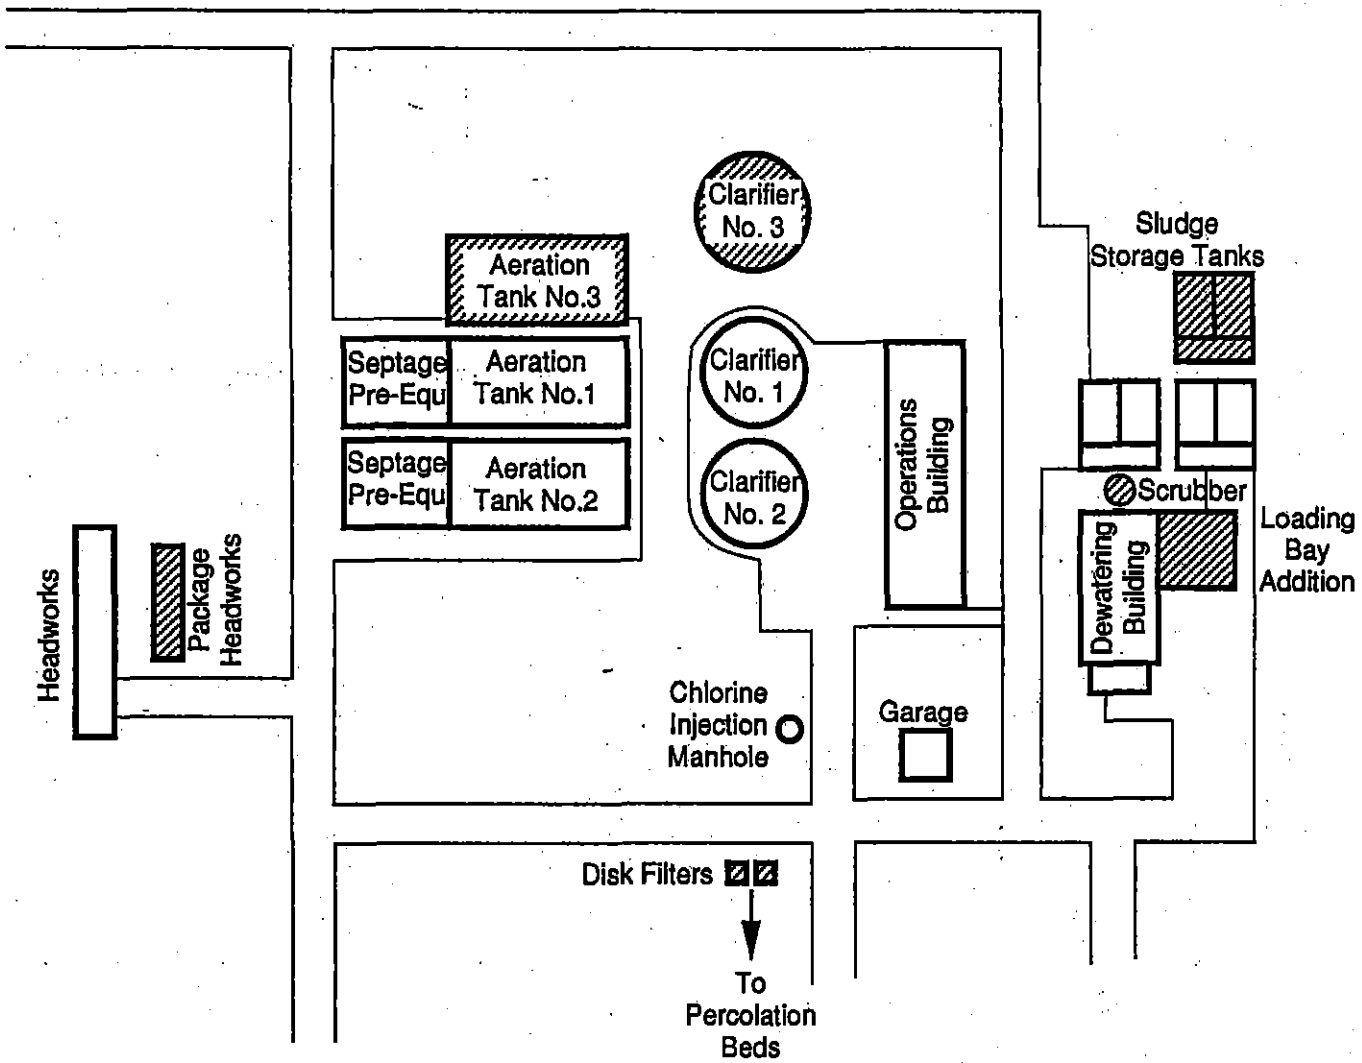 Clarifier
No. 3
Sludge
Storage Tanks
Aeration
Tank No.3
Septage
Pre-Equ
Aeration
Tank No.1
Clarifier
No. 1
Septage
Pre-Equ
Aeration
Tank No.2
Clarifier
No. 2
Operations
Building
Scrubber
Loading
Bay
Addition
Dewatering
Building
Headworks
Package
Headworks
Chlorine
Injection
Manhole
Garage
Disk Filters
To
Percolation
Beds